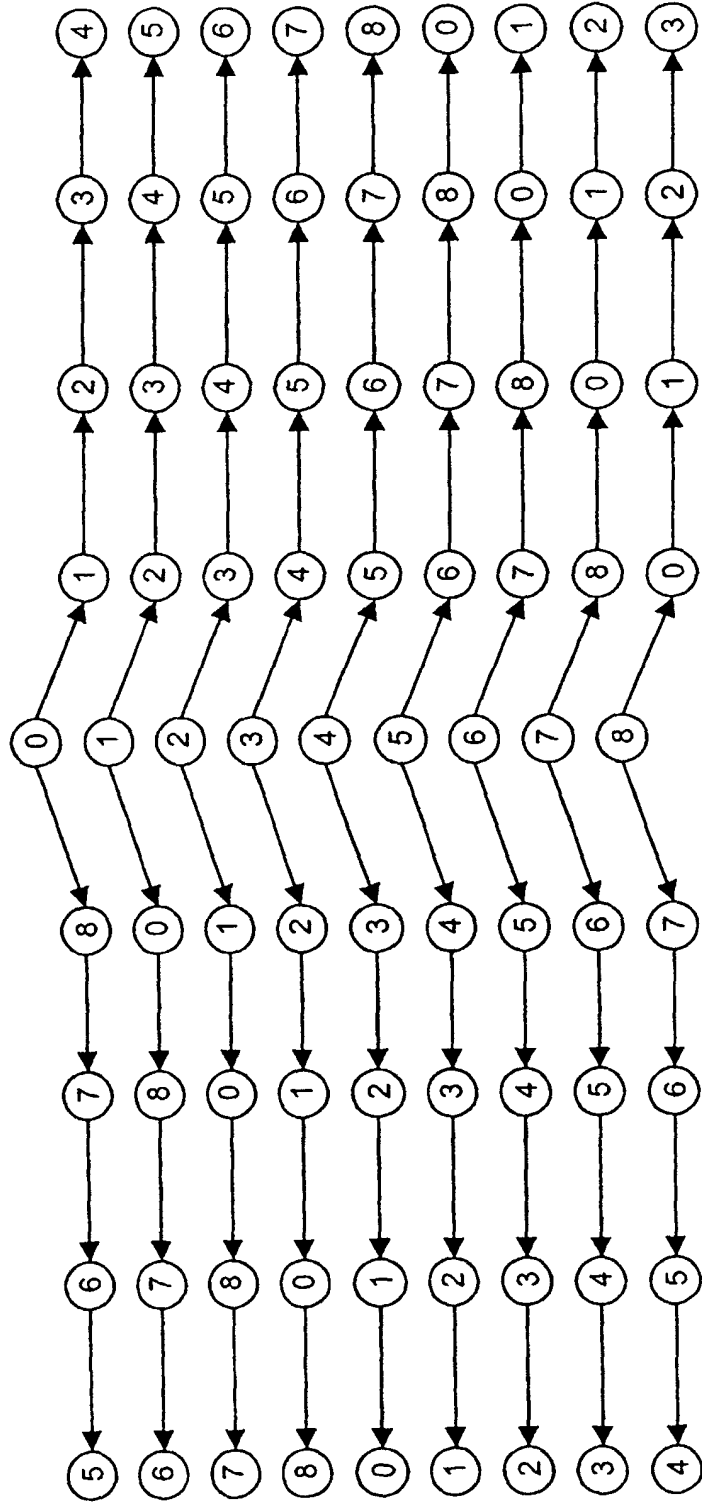 0
5 6 7 8 1 2 3 4
1
6 7 8 0 2 3 4 5
2
7 8 0 1 3 4 5 6
3
8 0 1 2 4 5 6 7
4
0 1 2 3 5 6 7 8
5
1 2 3 4 6 7 8 0
6
2 3 4 5 7 8 0 1
7
3 4 5 6 8 0 1 2
8
4 5 6 7 0 1 2 3